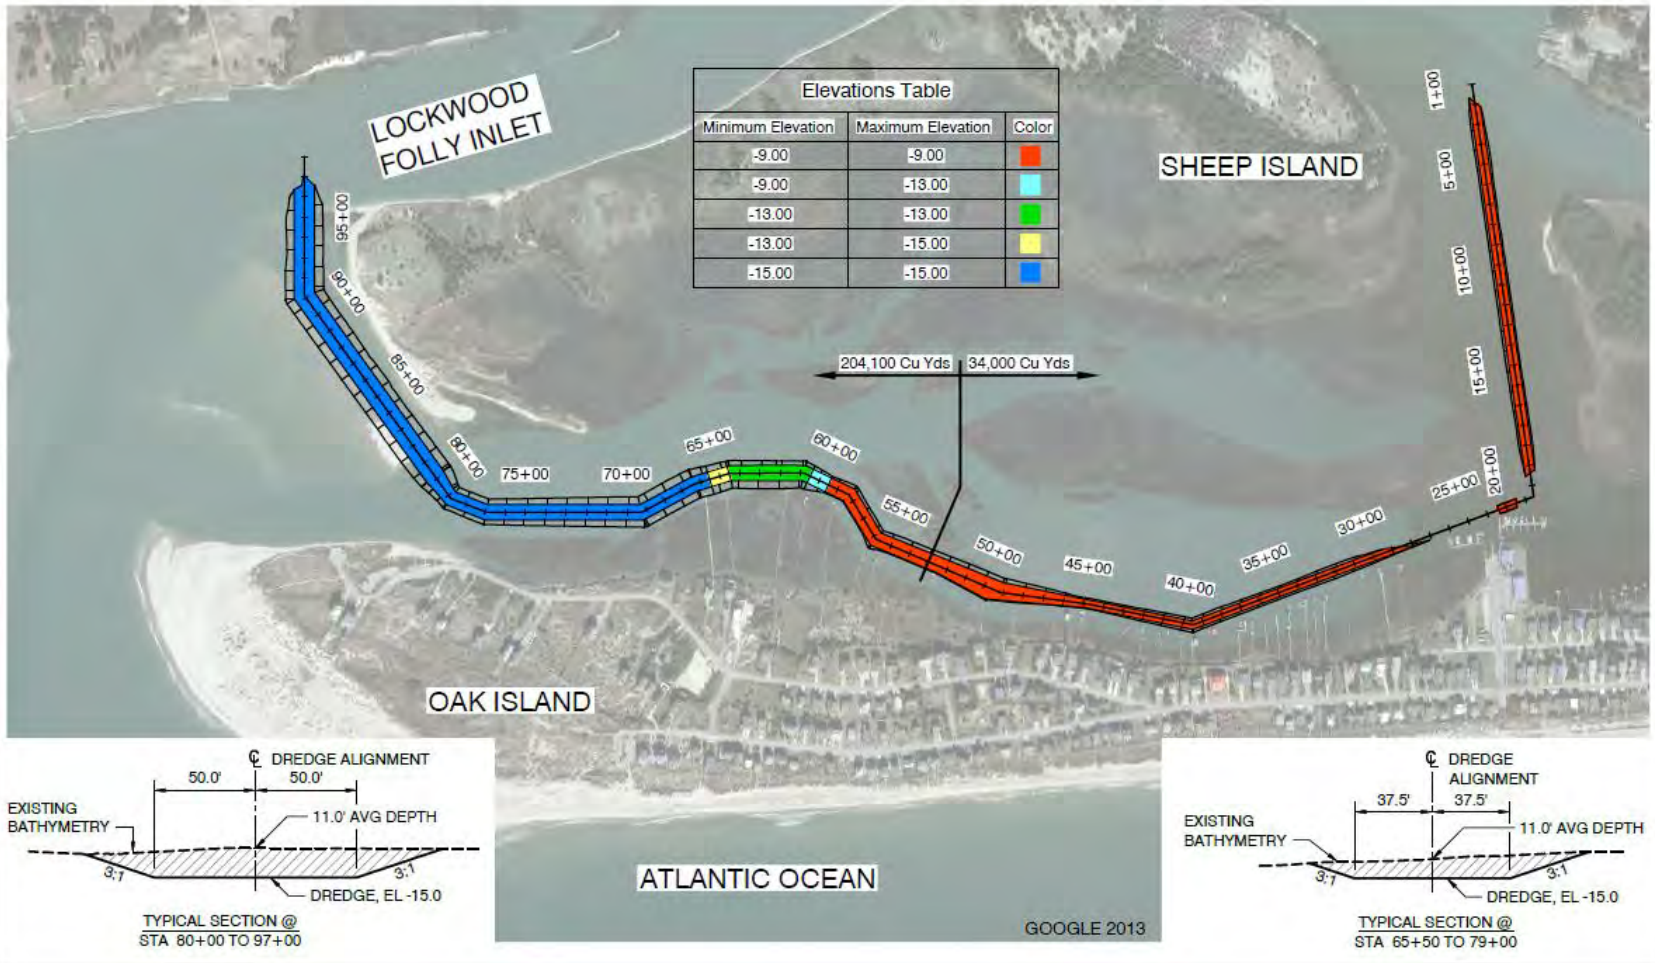 LOCKWOOD
FOLLY INLET
Elevations Table
Minimum Elevation Maximum Elevation Color
-9.00 -9.00
-9.00 -13.00
-13.00 -13.00
-13.00 -15.00
-15.00 -15.00
SHEEP ISLAND
1+00
5+00
10+00
15+00
20+00
25+00
30+00
35+00
40+00
45+00
50+00
55+00
60+00
65+00
70+00
75+00
80+00
85+00
90+00
95+00
204,100 Cu Yds 34,000 Cu Yds
OAK ISLAND
ATLANTIC OCEAN
GOOGLE 2013
℄ DREDGE ALIGNMENT
50.0' 50.0'
EXISTING
BATHYMETRY
11.0' AVG DEPTH
3:1 3:1
DREDGE, EL -15.0
TYPICAL SECTION @
STA 80+00 TO 97+00
℄ DREDGE
ALIGNMENT
37.5' 37.5'
EXISTING
BATHYMETRY
11.0' AVG DEPTH
3:1 3:1
DREDGE, EL -15.0
TYPICAL SECTION @
STA 65+50 TO 79+00